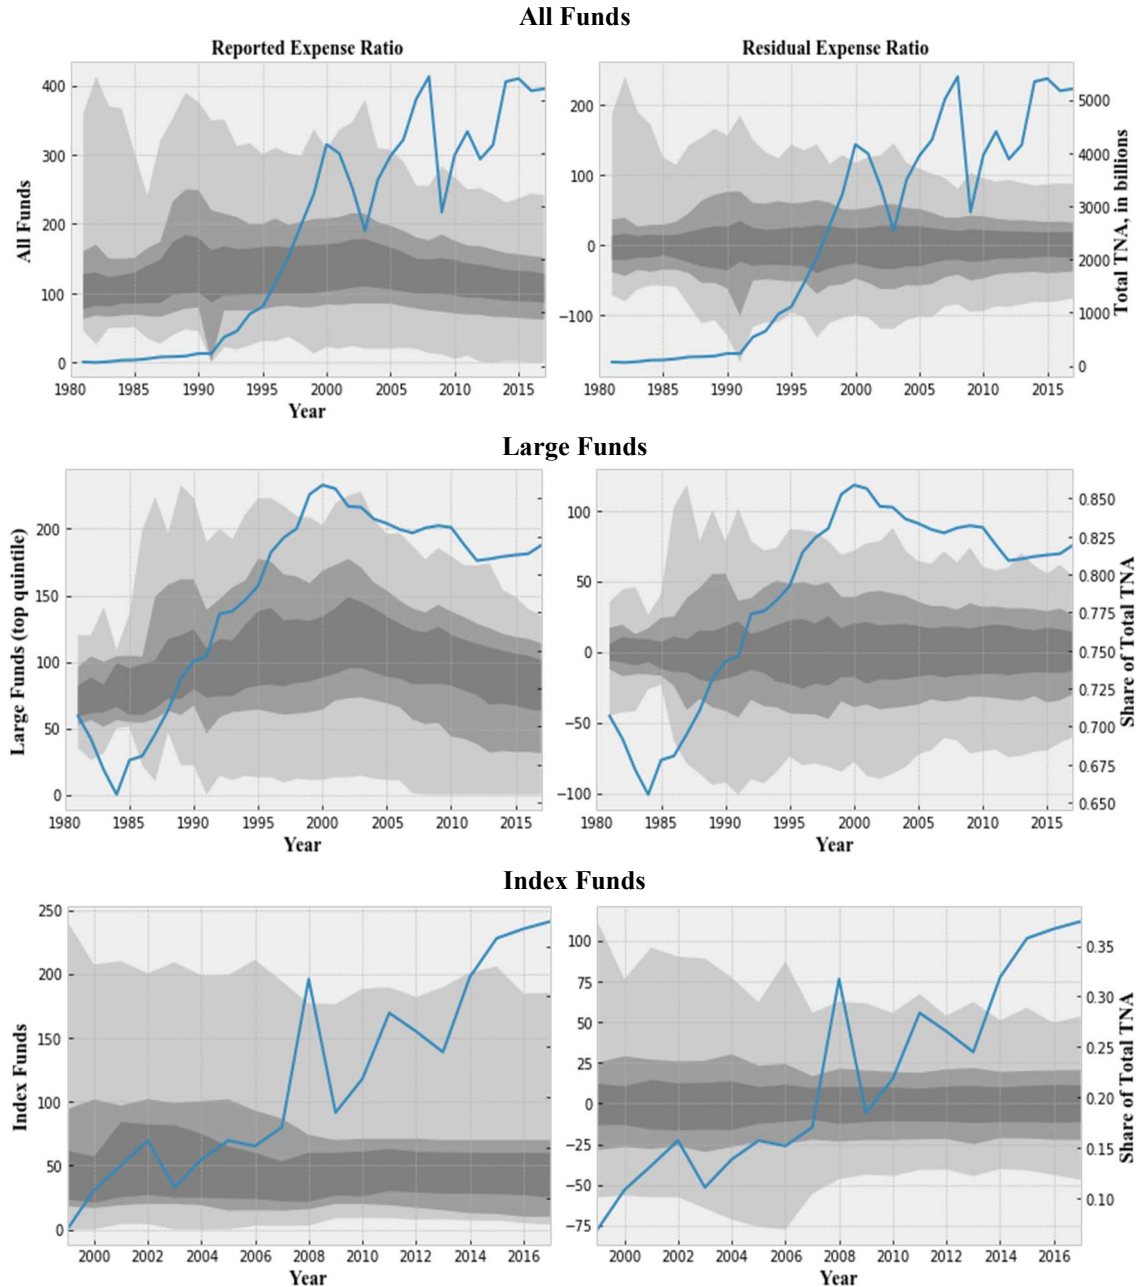 All Funds
Reported Expense Ratio
Residual Expense Ratio
All Funds
400
300
200
100
0
1980 1985 1990 1995 2000 2005 2010 2015
Year
200
100
0
−100
1980 1985 1990 1995 2000 2005 2010 2015
5000
4000
3000
2000
1000
0
Total TNA, in billions
Large Funds
Large Funds (top quintile)
200
150
100
50
0
1980 1985 1990 1995 2000 2005 2010 2015
Year
100
50
0
−50
−100
1980 1985 1990 1995 2000 2005 2010 2015
Year
0.850
0.825
0.800
0.775
0.750
0.725
0.700
0.675
0.650
Share of Total TNA
Index Funds
Index Funds
250
200
150
100
50
0
2000 2002 2004 2006 2008 2010 2012 2014 2016
Year
100
75
50
25
0
−25
−50
−75
2000 2002 2004 2006 2008 2010 2012 2014 2016
Year
0.35
0.30
0.25
0.20
0.15
0.10
Share of Total TNA